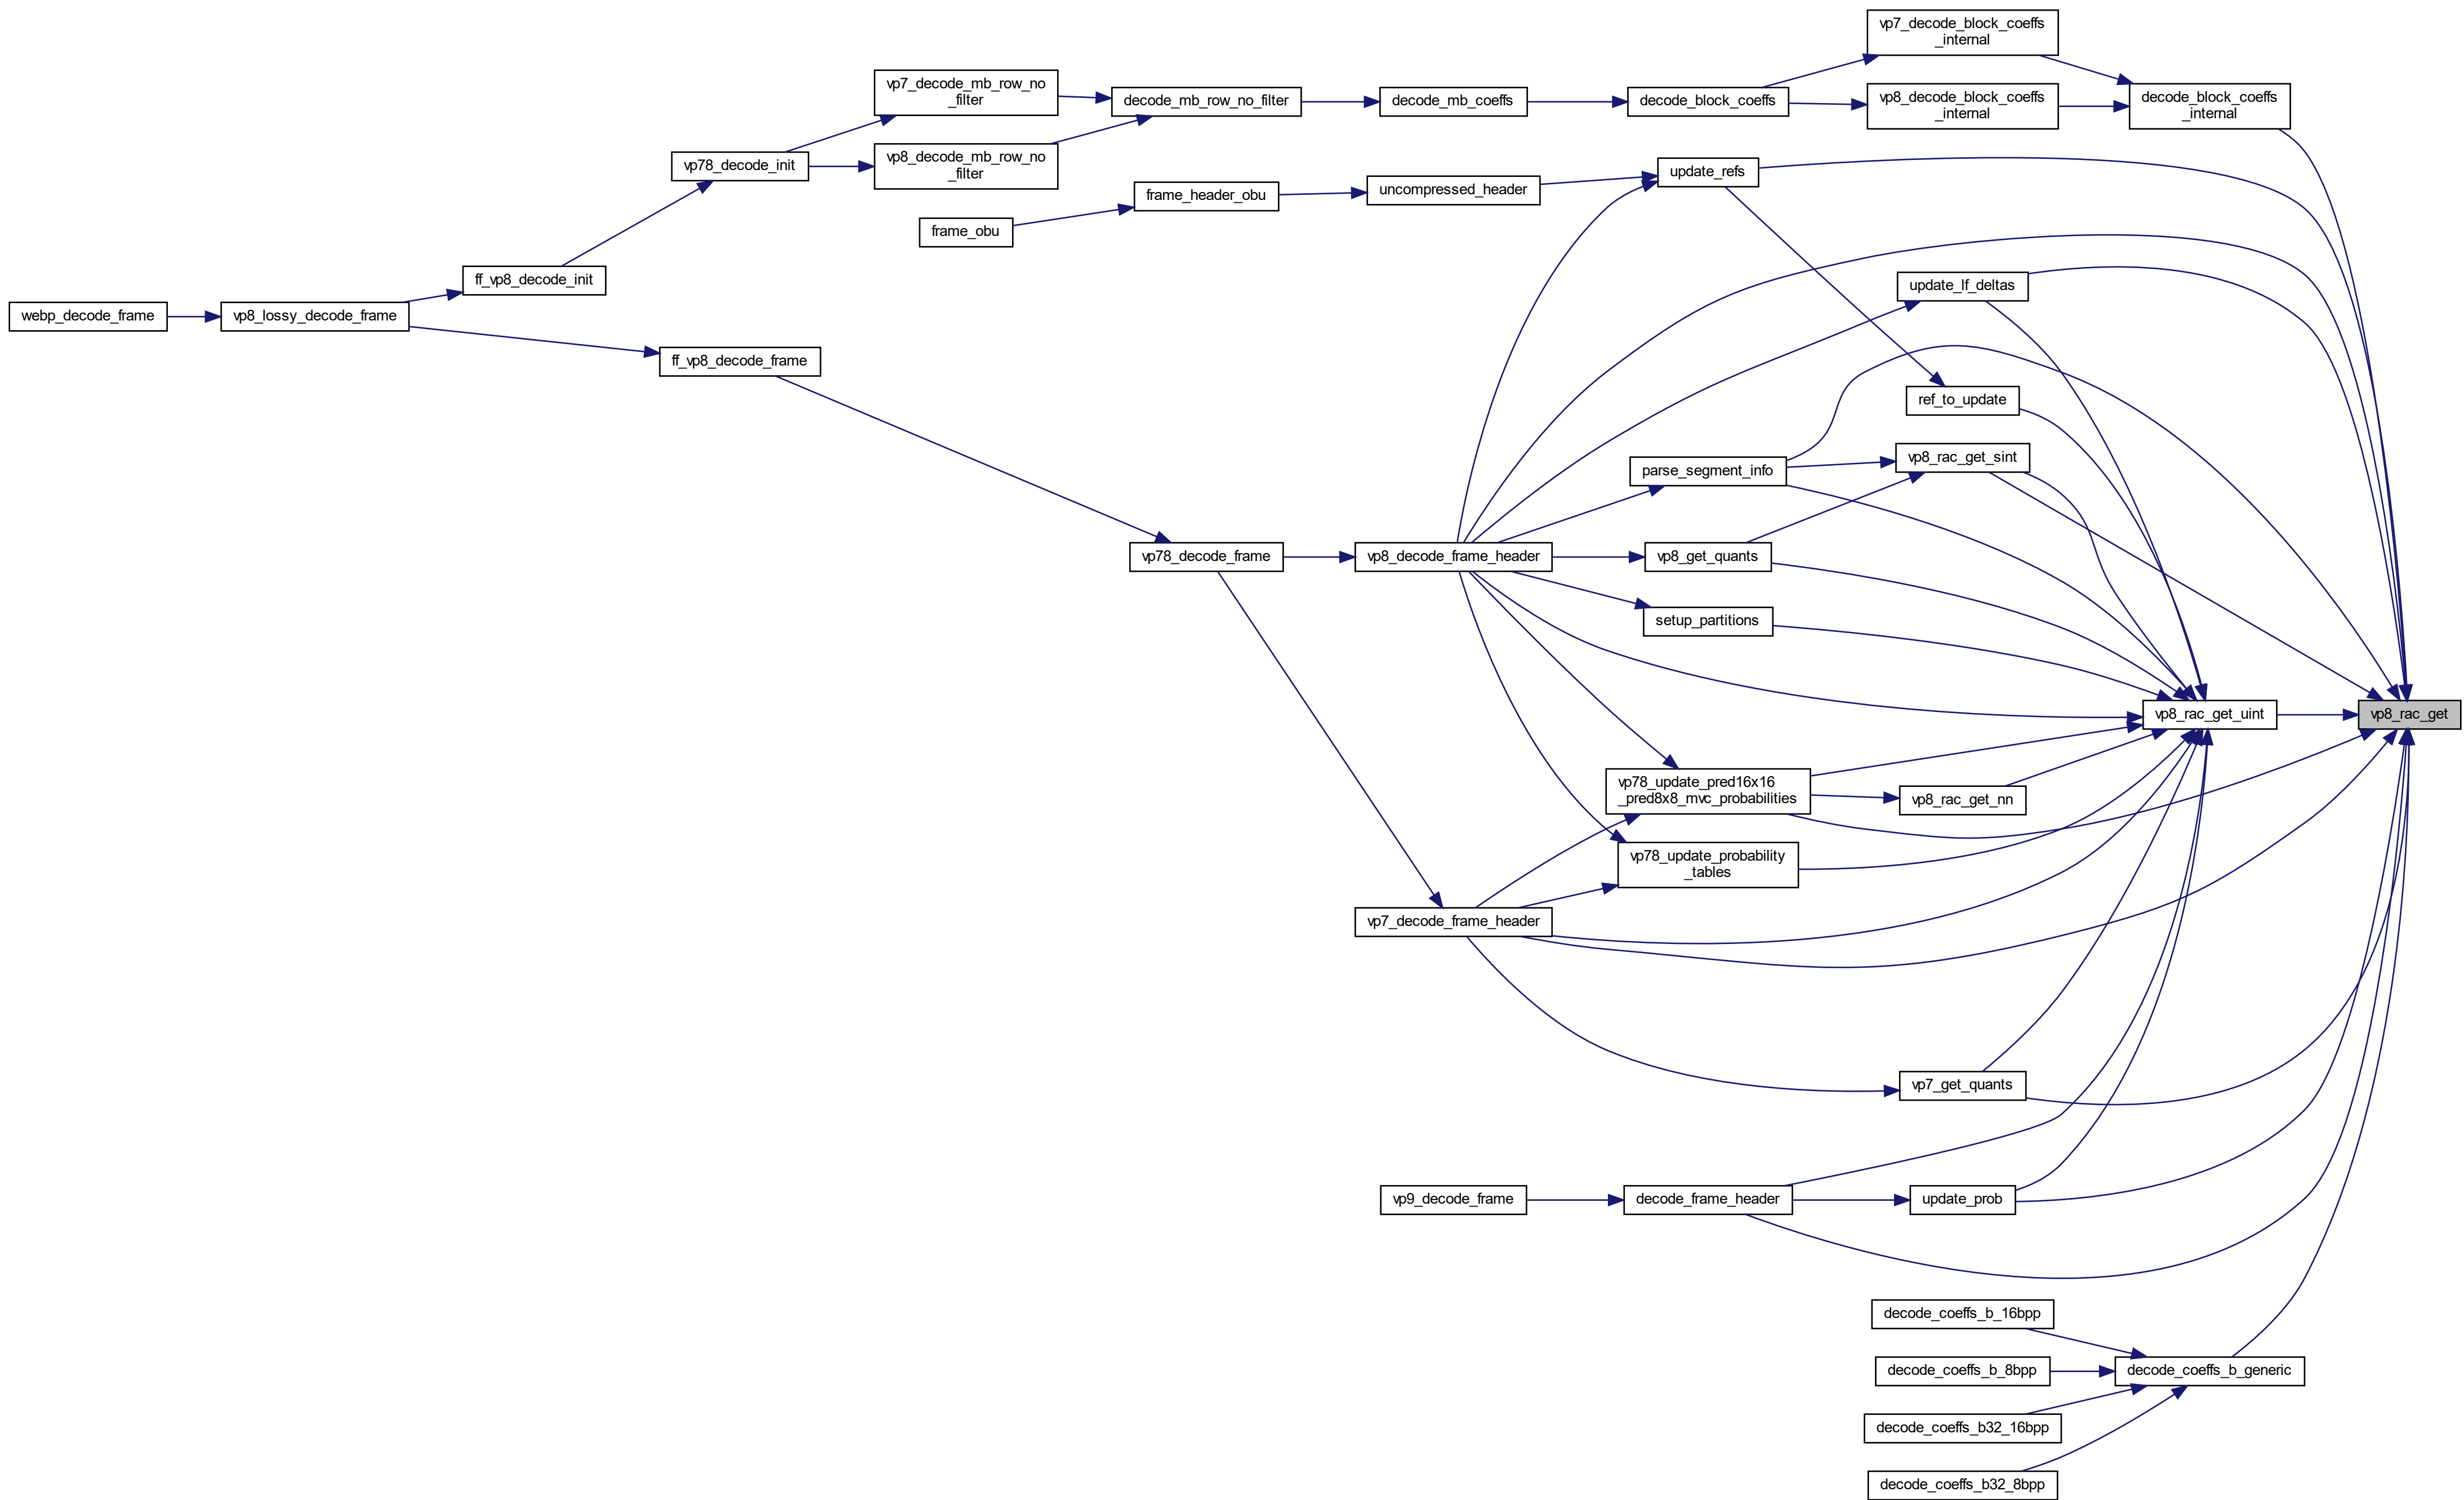 vp7_decode_block_coeffs
_internal
vp7_decode_mb_row_no
_filter
decode_mb_row_no_filter
decode_mb_coeffs
decode_block_coeffs
vp8_decode_block_coeffs
_internal
decode_block_coeffs
_internal
vp78_decode_init
vp8_decode_mb_row_no
_filter
update_refs
frame_header_obu
uncompressed_header
frame_obu
ff_vp8_decode_init
update_lf_deltas
webp_decode_frame
vp8_lossy_decode_frame
ff_vp8_decode_frame
ref_to_update
parse_segment_info
vp8_rac_get_sint
vp78_decode_frame
vp8_decode_frame_header
vp8_get_quants
setup_partitions
vp8_rac_get_uint
vp8_rac_get
vp78_update_pred16x16
_pred8x8_mvc_probabilities
vp8_rac_get_nn
vp78_update_probability
_tables
vp7_decode_frame_header
vp7_get_quants
vp9_decode_frame
decode_frame_header
update_prob
decode_coeffs_b_16bpp
decode_coeffs_b_8bpp
decode_coeffs_b_generic
decode_coeffs_b32_16bpp
decode_coeffs_b32_8bpp